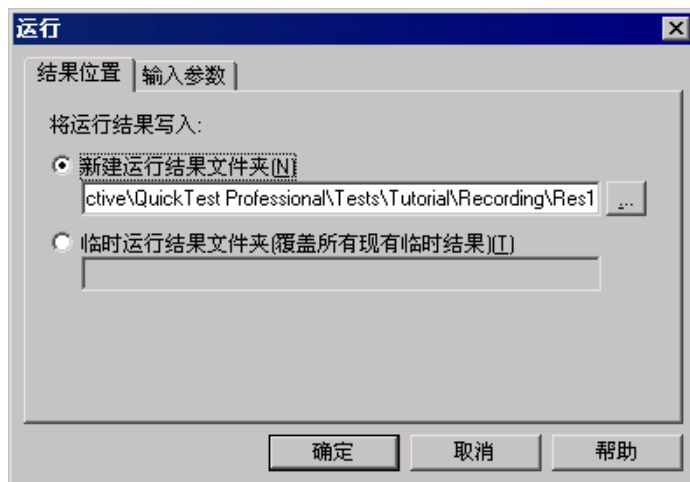 运行
结果位置 输入参数
将运行结果写入:
新建运行结果文件夹(N)
ctive\QuickTest Professional\Tests\Tutorial\Recording\Res1 ...
临时运行结果文件夹(覆盖所有现有临时结果)(T)
确定 取消 帮助